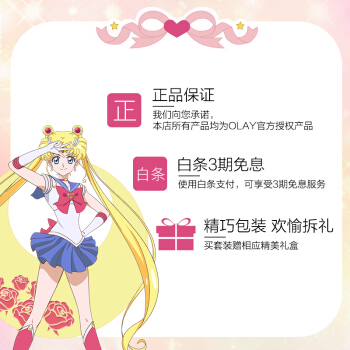 正
正品保证
我们向您承诺，
本店所有产品均为OLAY官方授权产品
白条
白条3期免息
使用白条支付，可享受3期免息服务
精巧包装 欢愉拆礼
买套装赠相应精美礼盒